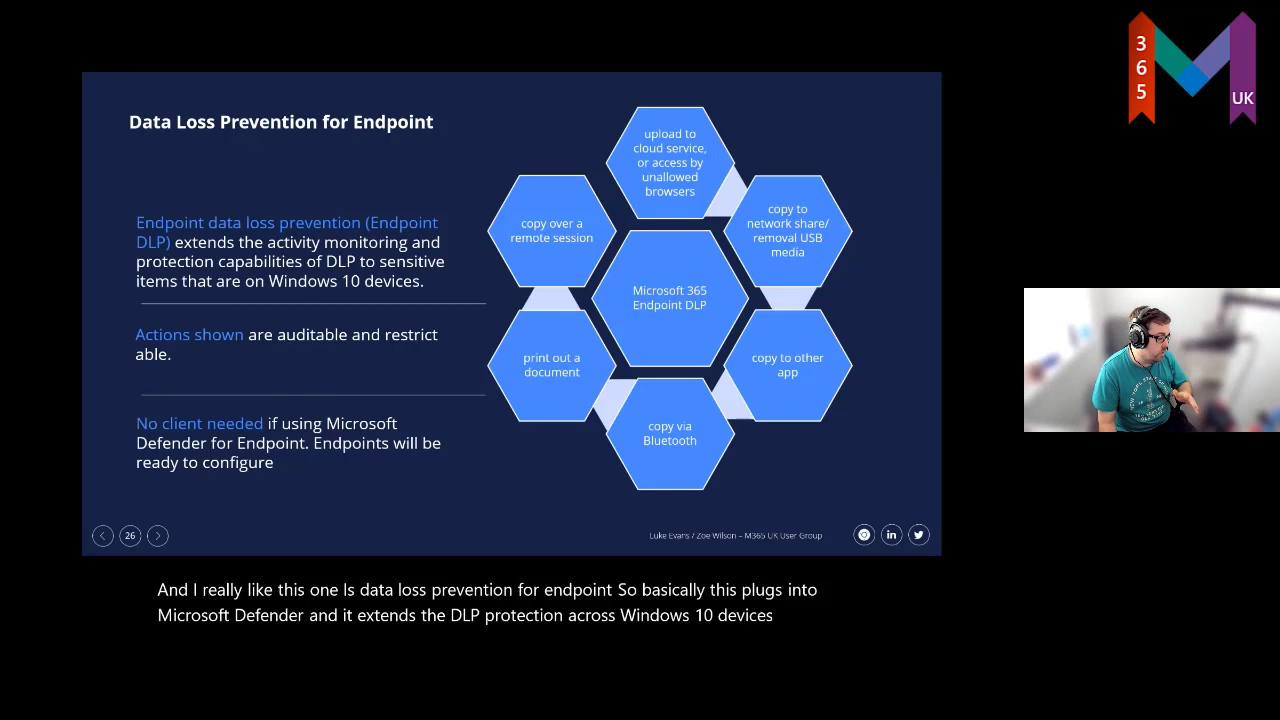 3
6
5
UK
Data Loss Prevention for Endpoint
Endpoint data loss prevention (Endpoint
DLP) extends the activity monitoring and
protection capabilities of DLP to sensitive
items that are on Windows 10 devices.
Actions shown are auditable and restrict
able.
No client needed if using Microsoft
Defender for Endpoint. Endpoints will be
ready to configure
upload to
cloud service,
or access by
unallowed
browsers
copy to
network share/
removal USB
media
copy over a
remote session
Microsoft 365
Endpoint DLP
print out a
document
copy to other
app
copy via
Bluetooth
26
Luke Evans / Zoe Wilson – M365 UK User Group
in
And I really like this one Is data loss prevention for endpoint So basically this plugs into
Microsoft Defender and it extends the DLP protection across Windows 10 devices